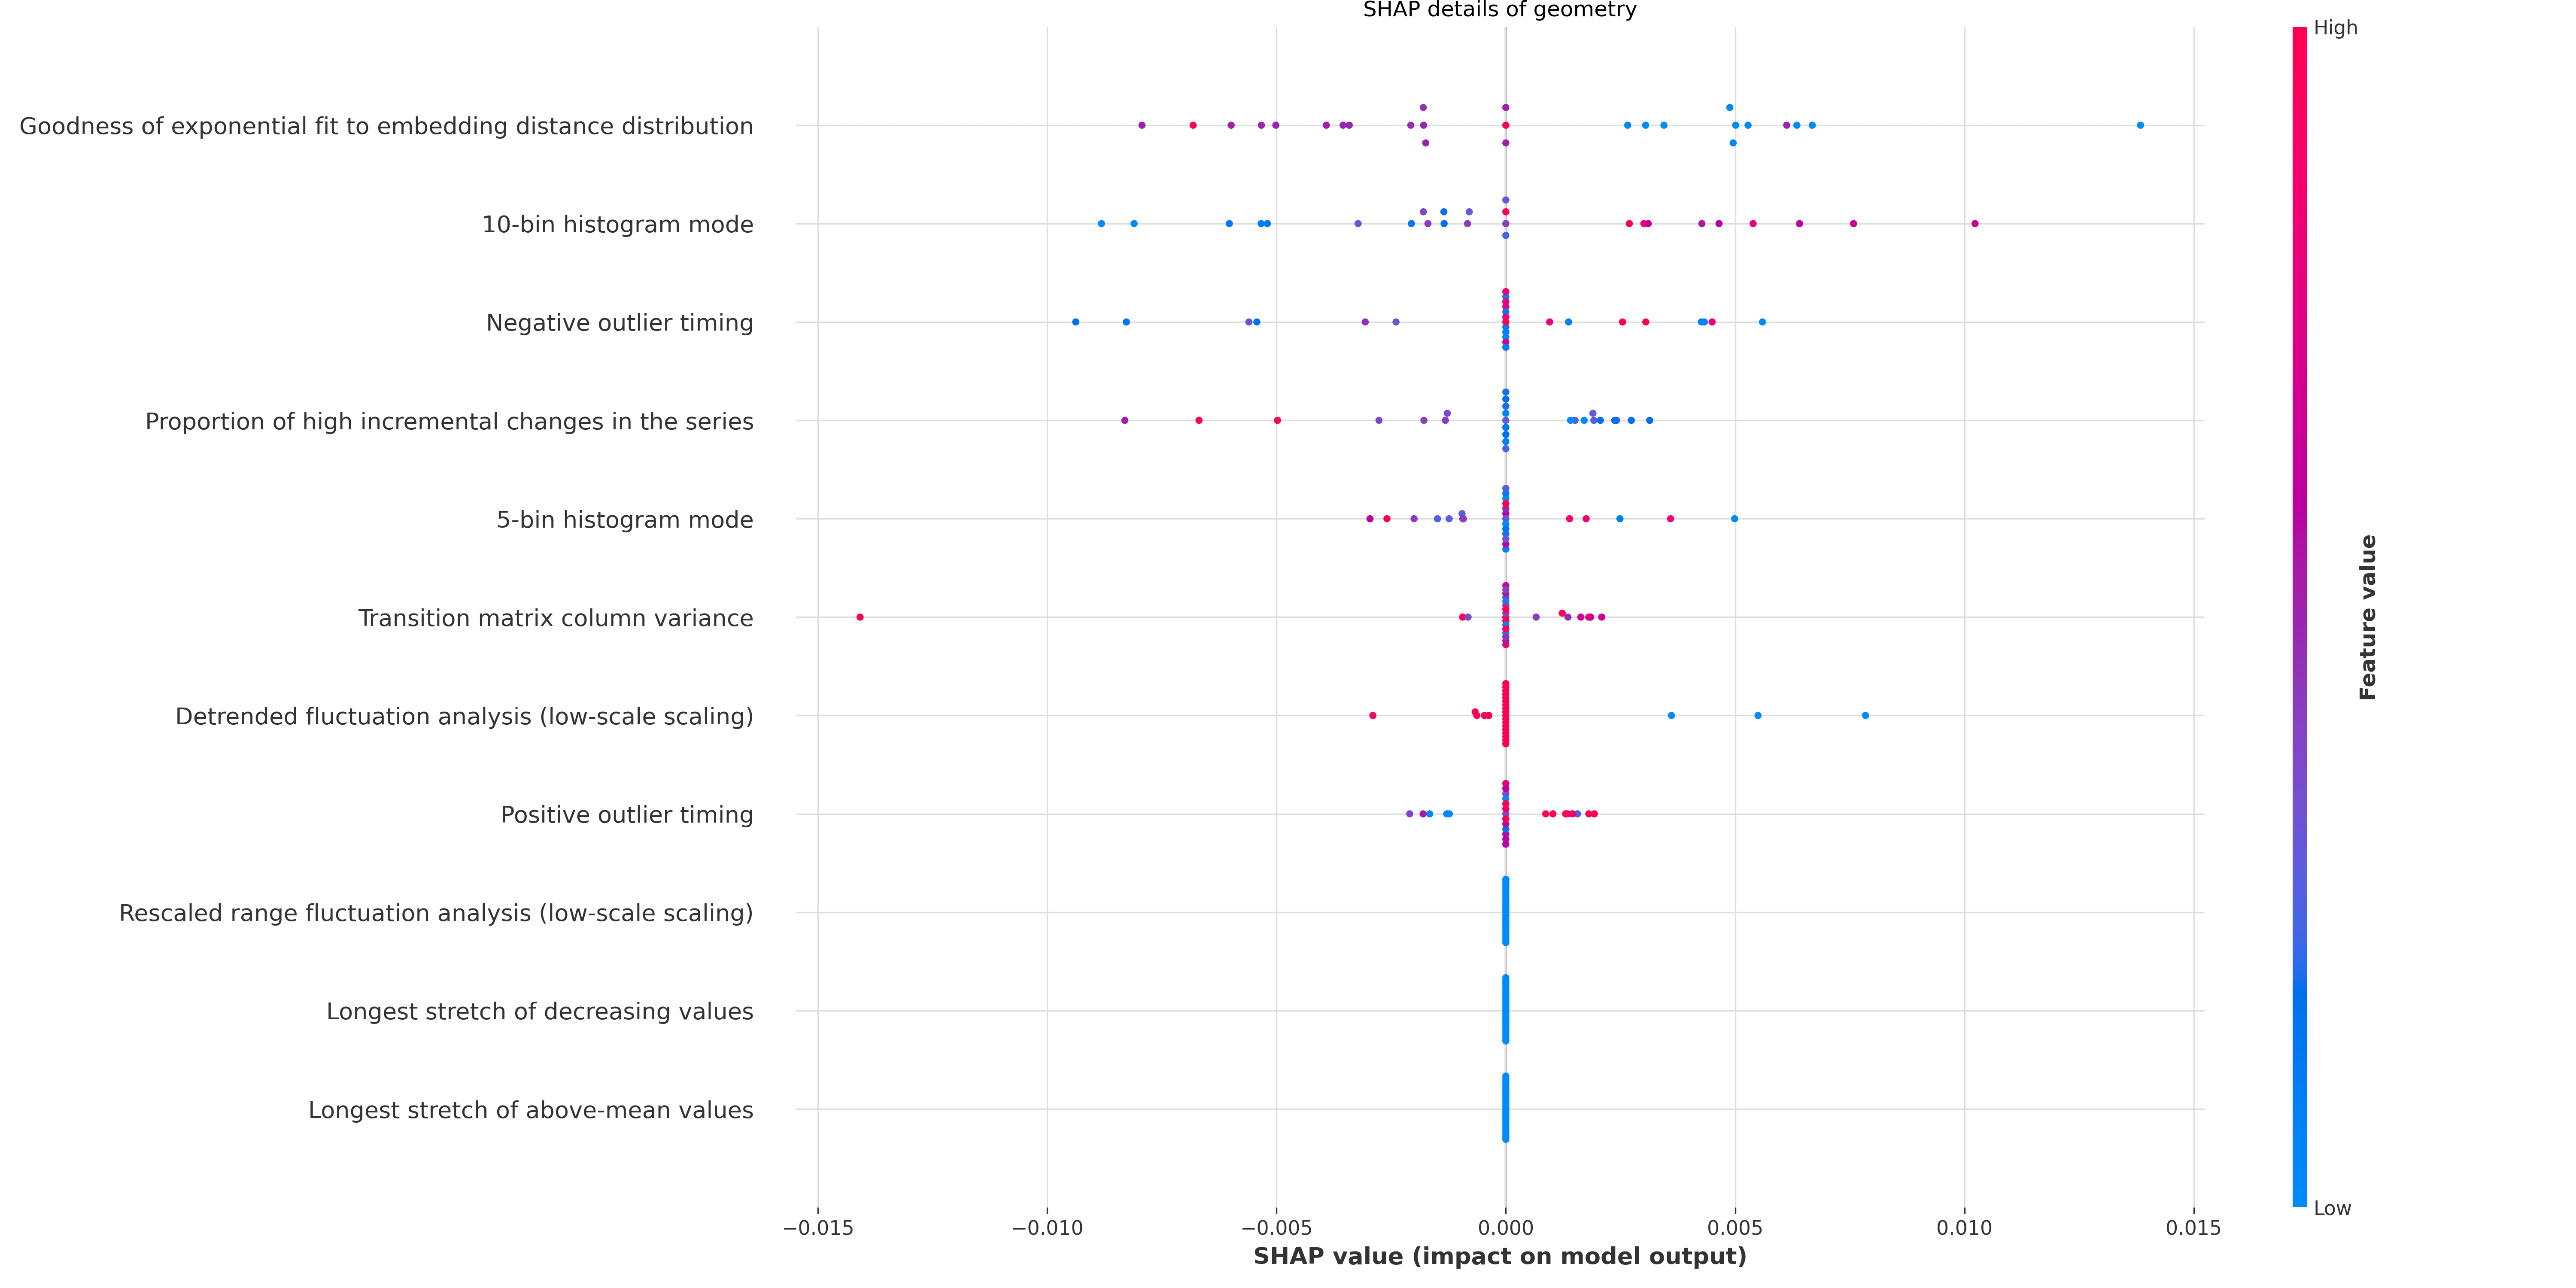 SHAP details of geometry
High
Goodness of exponential fit to embedding distance distribution
10-bin histogram mode
Negative outlier timing
Proportion of high incremental changes in the series
5-bin histogram mode
Transition matrix column variance
Detrended fluctuation analysis (low-scale scaling)
Positive outlier timing
Rescaled range fluctuation analysis (low-scale scaling)
Longest stretch of decreasing values
Longest stretch of above-mean values
Feature value
Low
−0.015 −0.010 −0.005 0.000 0.005 0.010 0.015
SHAP value (impact on model output)